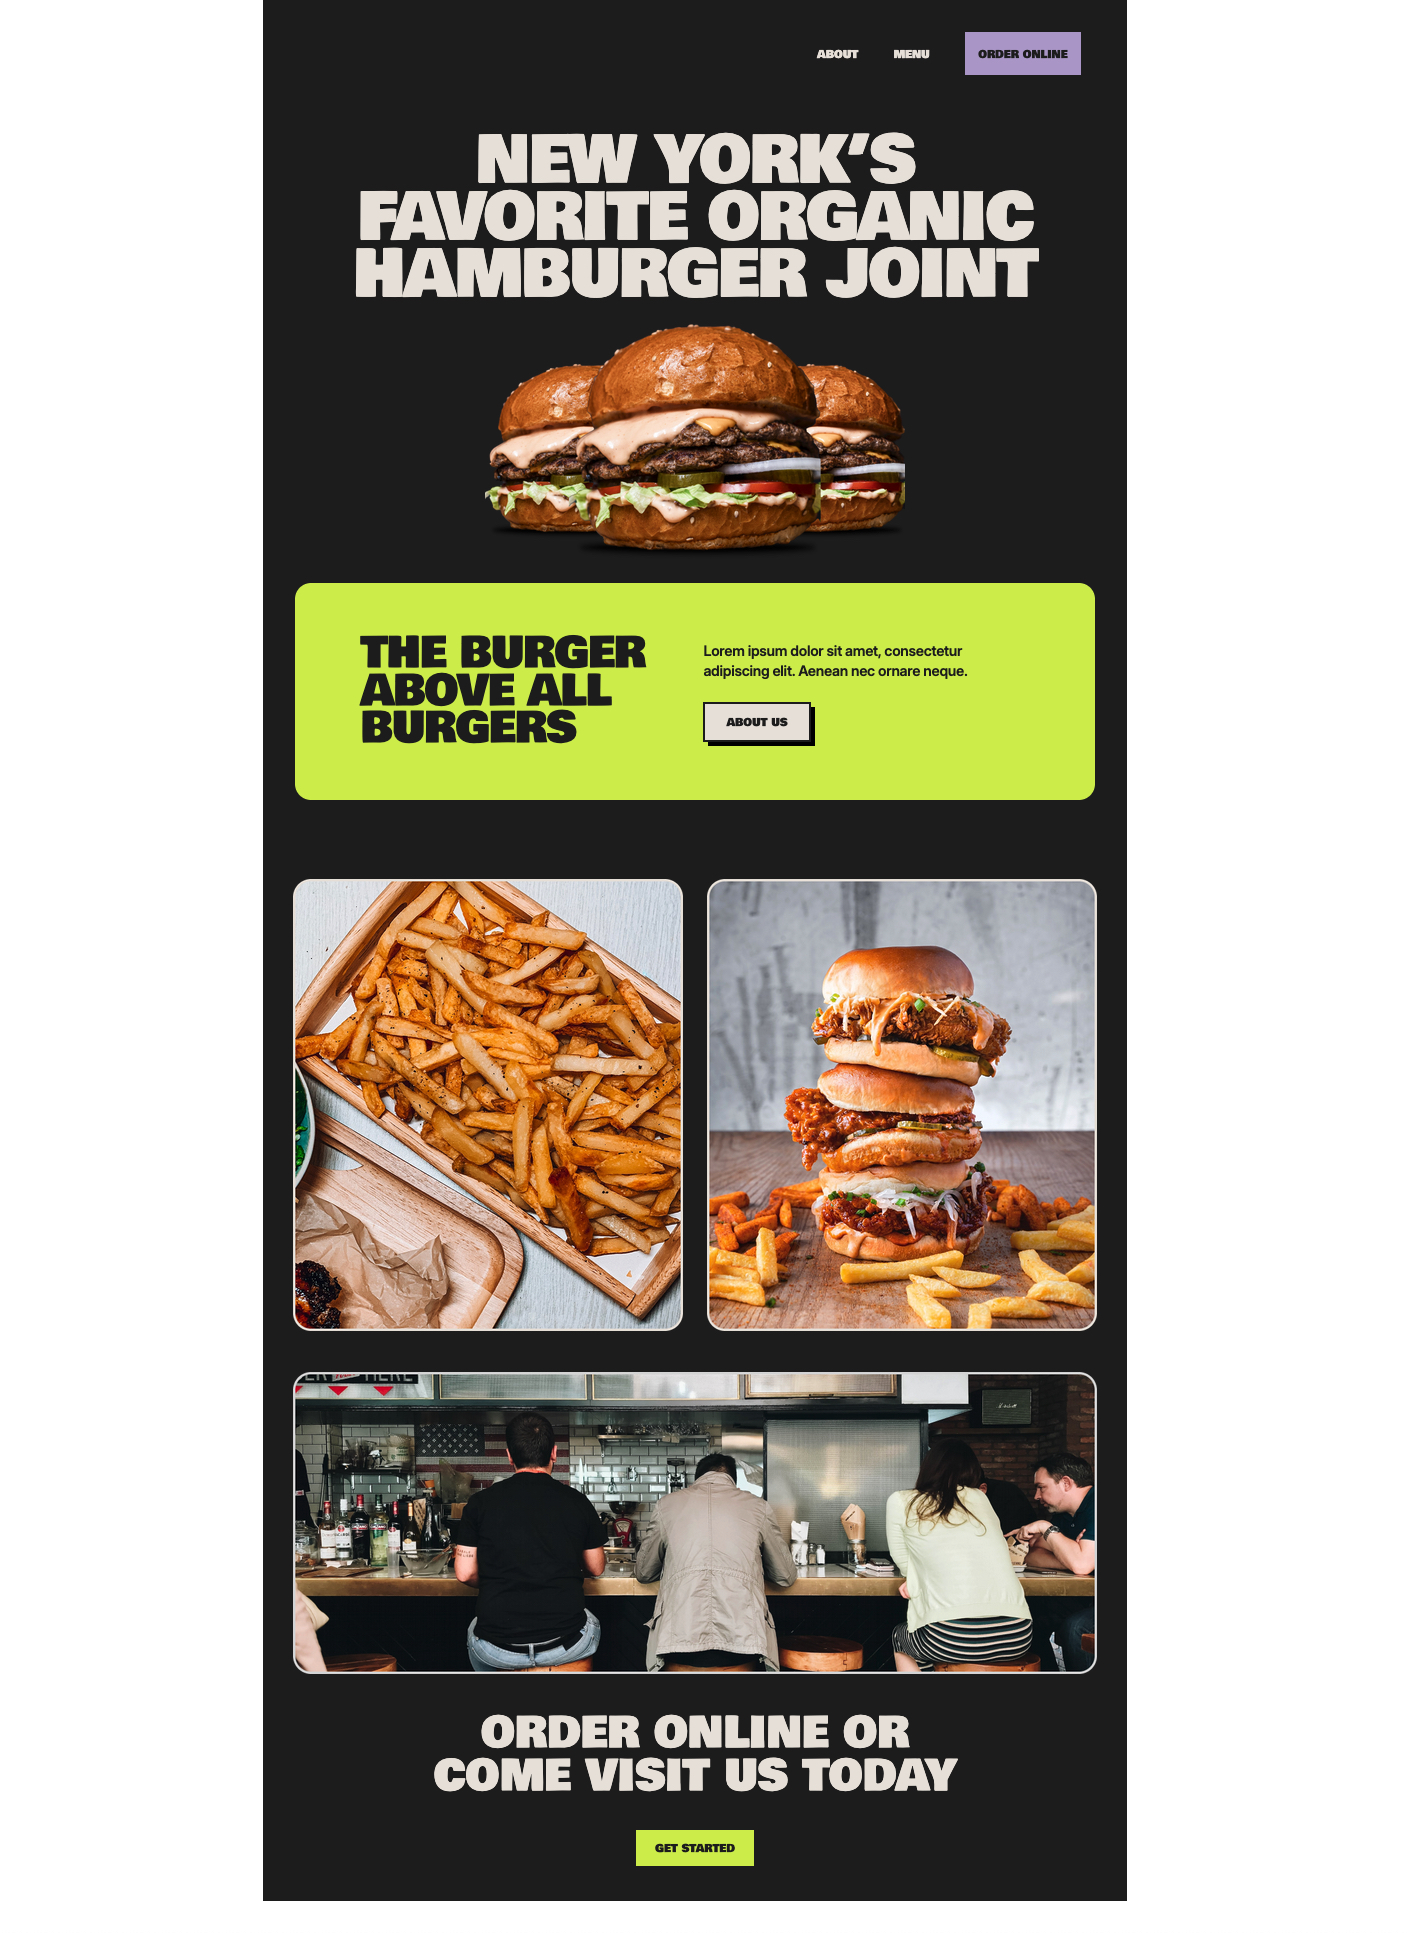 ABOUT MENU ORDER ONLINE
NEW YORK’S
FAVORITE ORGANIC
HAMBURGER JOINT
THE BURGER
ABOVE ALL
BURGERS
Lorem ipsum dolor sit amet, consectetur
adipiscing elit. Aenean nec ornare neque.
ABOUT US
HERE
ORDER ONLINE OR
COME VISIT US TODAY
GET STARTED